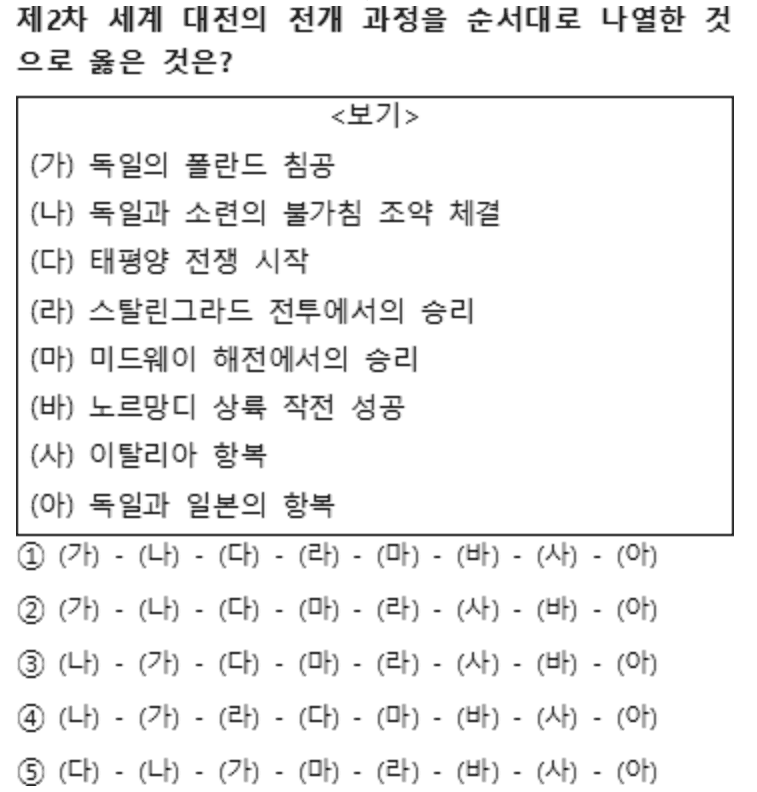 제2차 세계 대전의 전개 과정을 순서대로 나열한 것
으로 옳은 것은?
<보기>
(가) 독일의 폴란드 침공
(나) 독일과 소련의 불가침 조약 체결
(다) 태평양 전쟁 시작
(라) 스탈린그라드 전투에서의 승리
(마) 미드웨이 해전에서의 승리
(바) 노르망디 상륙 작전 성공
(사) 이탈리아 항복
(아) 독일과 일본의 항복
① (가) - (나) - (다) - (라) - (마) - (바) - (사) - (아)
② (가) - (나) - (다) - (마) - (라) - (사) - (바) - (아)
③ (나) - (가) - (다) - (마) - (라) - (사) - (바) - (아)
④ (나) - (가) - (라) - (다) - (마) - (바) - (사) - (아)
⑤ (다) - (나) - (가) - (마) - (라) - (바) - (사) - (아)